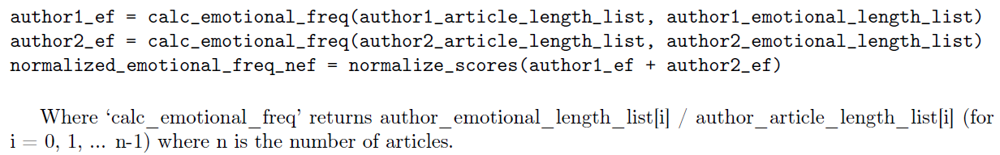 author1_ef = calc_emotional_freq(author1_article_length_list, author1_emotional_length_list)
author2_ef = calc_emotional_freq(author2_article_length_list, author2_emotional_length_list)
normalized_emotional_freq_nef = normalize_scores(author1_ef + author2_ef)
Where ‘calc_emotional_freq’ returns author_emotional_length_list[i] / author_article_length_list[i] (for
i = 0, 1, ... n-1) where n is the number of articles.